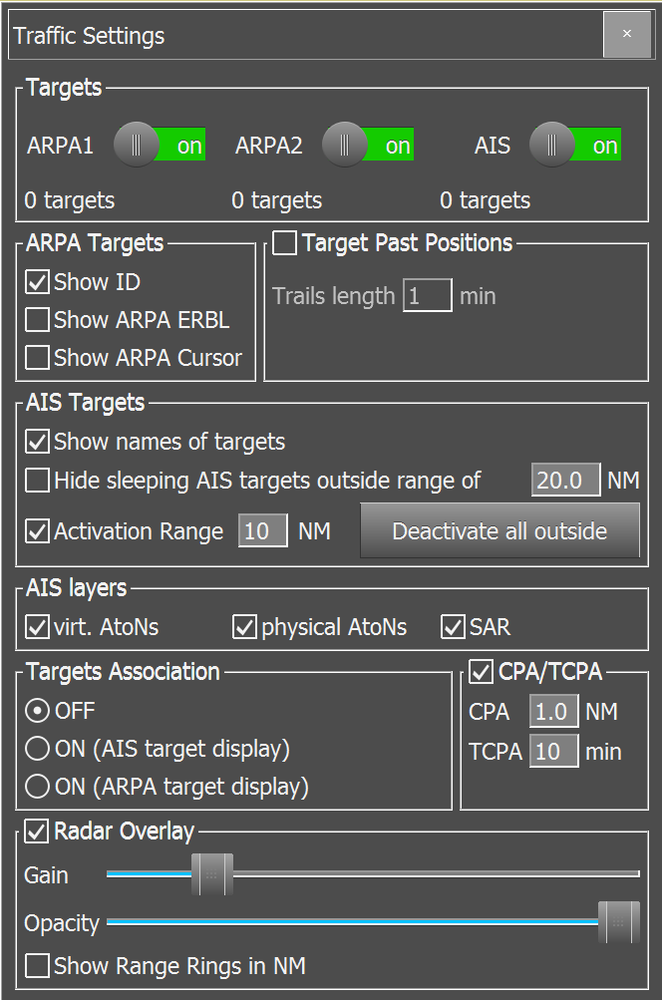 Traffic Settings ×
Targets
ARPA1 on ARPA2 on AIS on
0 targets 0 targets 0 targets
ARPA Targets
Show ID
Show ARPA ERBL
Show ARPA Cursor
Target Past Positions
Trails length 1 min
AIS Targets
Show names of targets
Hide sleeping AIS targets outside range of 20.0 NM
Activation Range 10 NM Deactivate all outside
AIS layers
virt. AtoNs physical AtoNs SAR
Targets Association
OFF
ON (AIS target display)
ON (ARPA target display)
CPA/TCPA
CPA 1.0 NM
TCPA 10 min
Radar Overlay
Gain
Opacity
Show Range Rings in NM